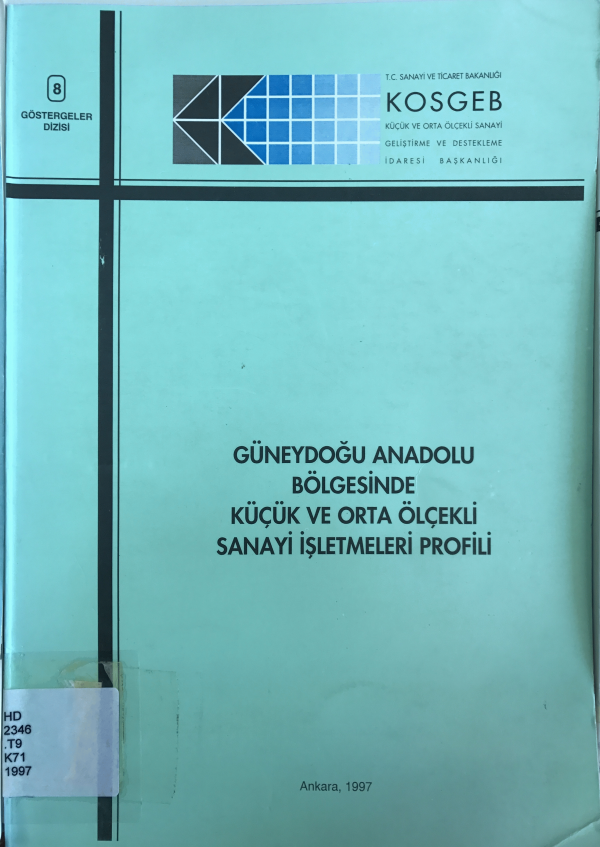 8
GÖSTERGELER
DİZİSİ
T.C. SANAYİ VE TİCARET BAKANLIĞI
KOSGEB
KÜÇÜK VE ORTA ÖLÇEKLİ SANAYİ
GELİŞTİRME VE DESTEKLEME
İDARESİ BAŞKANLIĞI
GÜNEYDOĞU ANADOLU
BÖLGESİNDE
KÜÇÜK VE ORTA ÖLÇEKLİ
SANAYİ İŞLETMELERİ PROFİLİ
HD
2346
.T9
K71
1997
Ankara, 1997